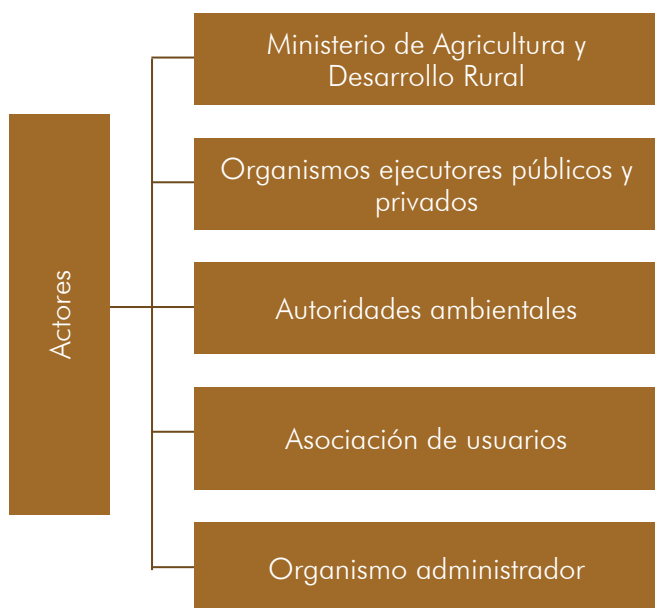 Actores
Ministerio de Agricultura y
Desarrollo Rural
Organismos ejecutores públicos y
privados
Autoridades ambientales
Asociación de usuarios
Organismo administrador